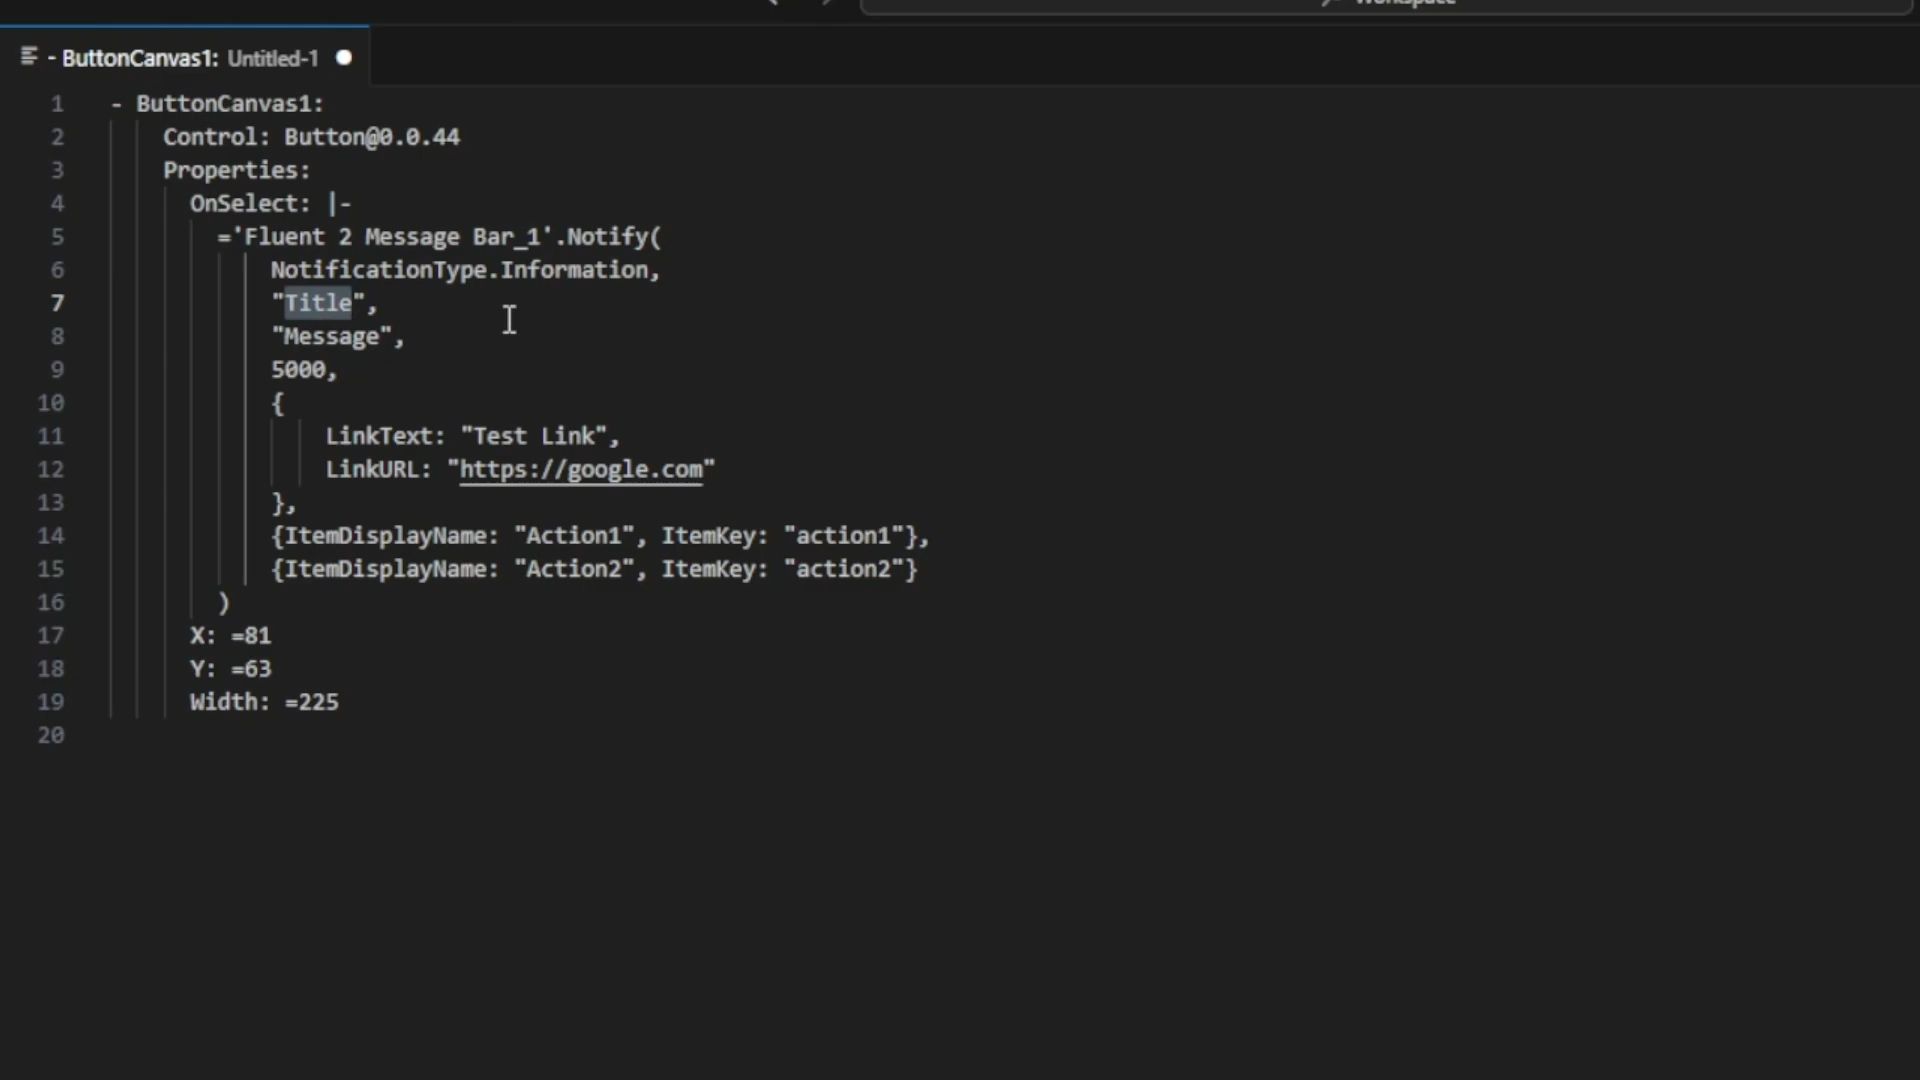 Workspace
- ButtonCanvas1: Untitled-1
1 - ButtonCanvas1:
2 Control: Button@0.0.44
3 Properties:
4 OnSelect: |-
5 ='Fluent 2 Message Bar_1'.Notify(
6 NotificationType.Information,
7 "Title",
8 "Message",
9 5000,
10 {
11 LinkText: "Test Link",
12 LinkURL: "https://google.com"
13 },
14 {ItemDisplayName: "Action1", ItemKey: "action1"},
15 {ItemDisplayName: "Action2", ItemKey: "action2"}
16 )
17 X: =81
18 Y: =63
19 Width: =225
20